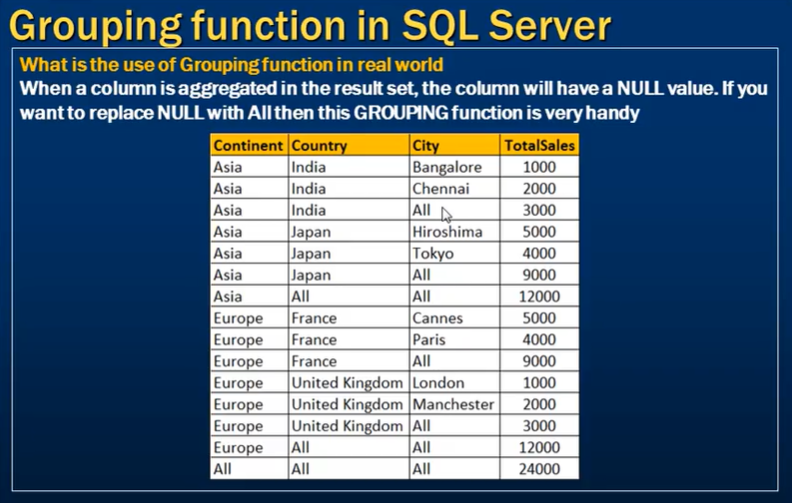 Grouping function in SQL Server
What is the use of Grouping function in real world
When a column is aggregated in the result set, the column will have a NULL value. If you
want to replace NULL with All then this GROUPING function is very handy
Continent Country City TotalSales
Asia India Bangalore 1000
Asia India Chennai 2000
Asia India All 3000
Asia Japan Hiroshima 5000
Asia Japan Tokyo 4000
Asia Japan All 9000
Asia All All 12000
Europe France Cannes 5000
Europe France Paris 4000
Europe France All 9000
Europe United Kingdom London 1000
Europe United Kingdom Manchester 2000
Europe United Kingdom All 3000
Europe All All 12000
All All All 24000